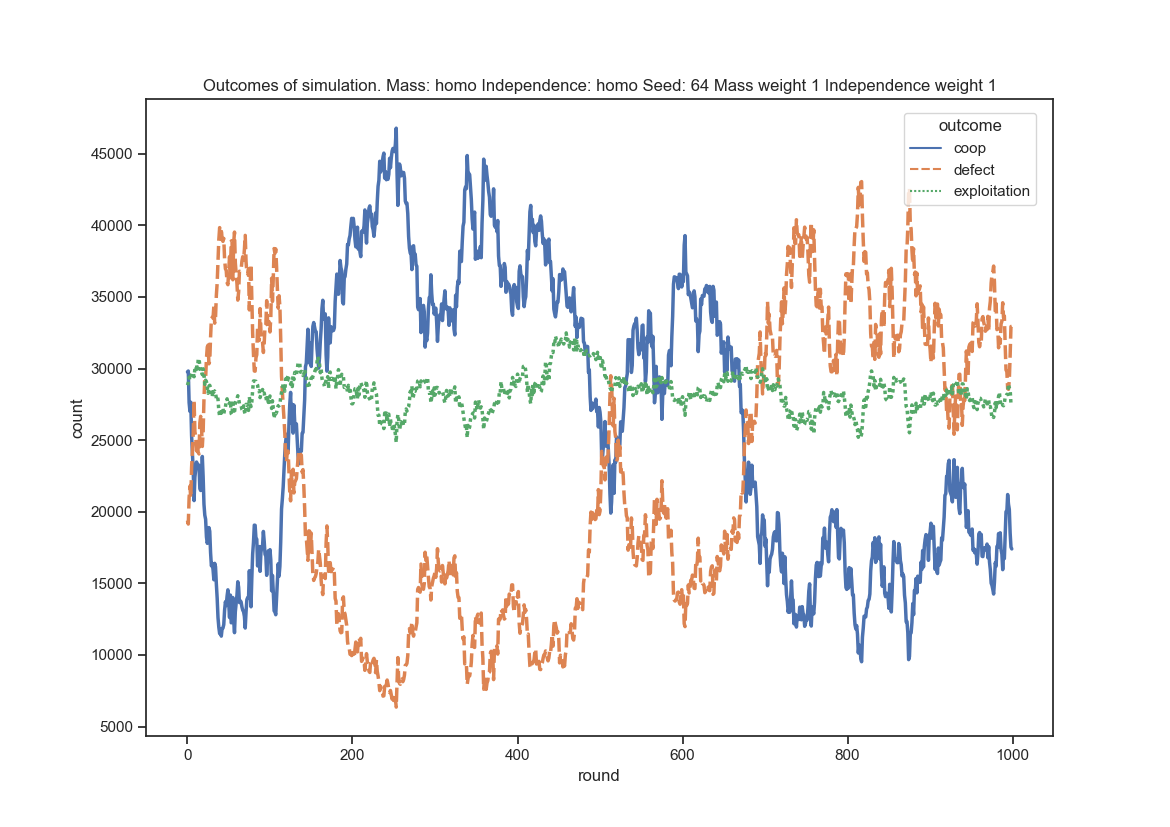 Outcomes of simulation. Mass: homo Independence: homo Seed: 64 Mass weight 1 Independence weight 1
outcome
coop
defect
exploitation
45000
40000
35000
30000
25000
20000
15000
10000
5000
count
0 200 400 600 800 1000
round